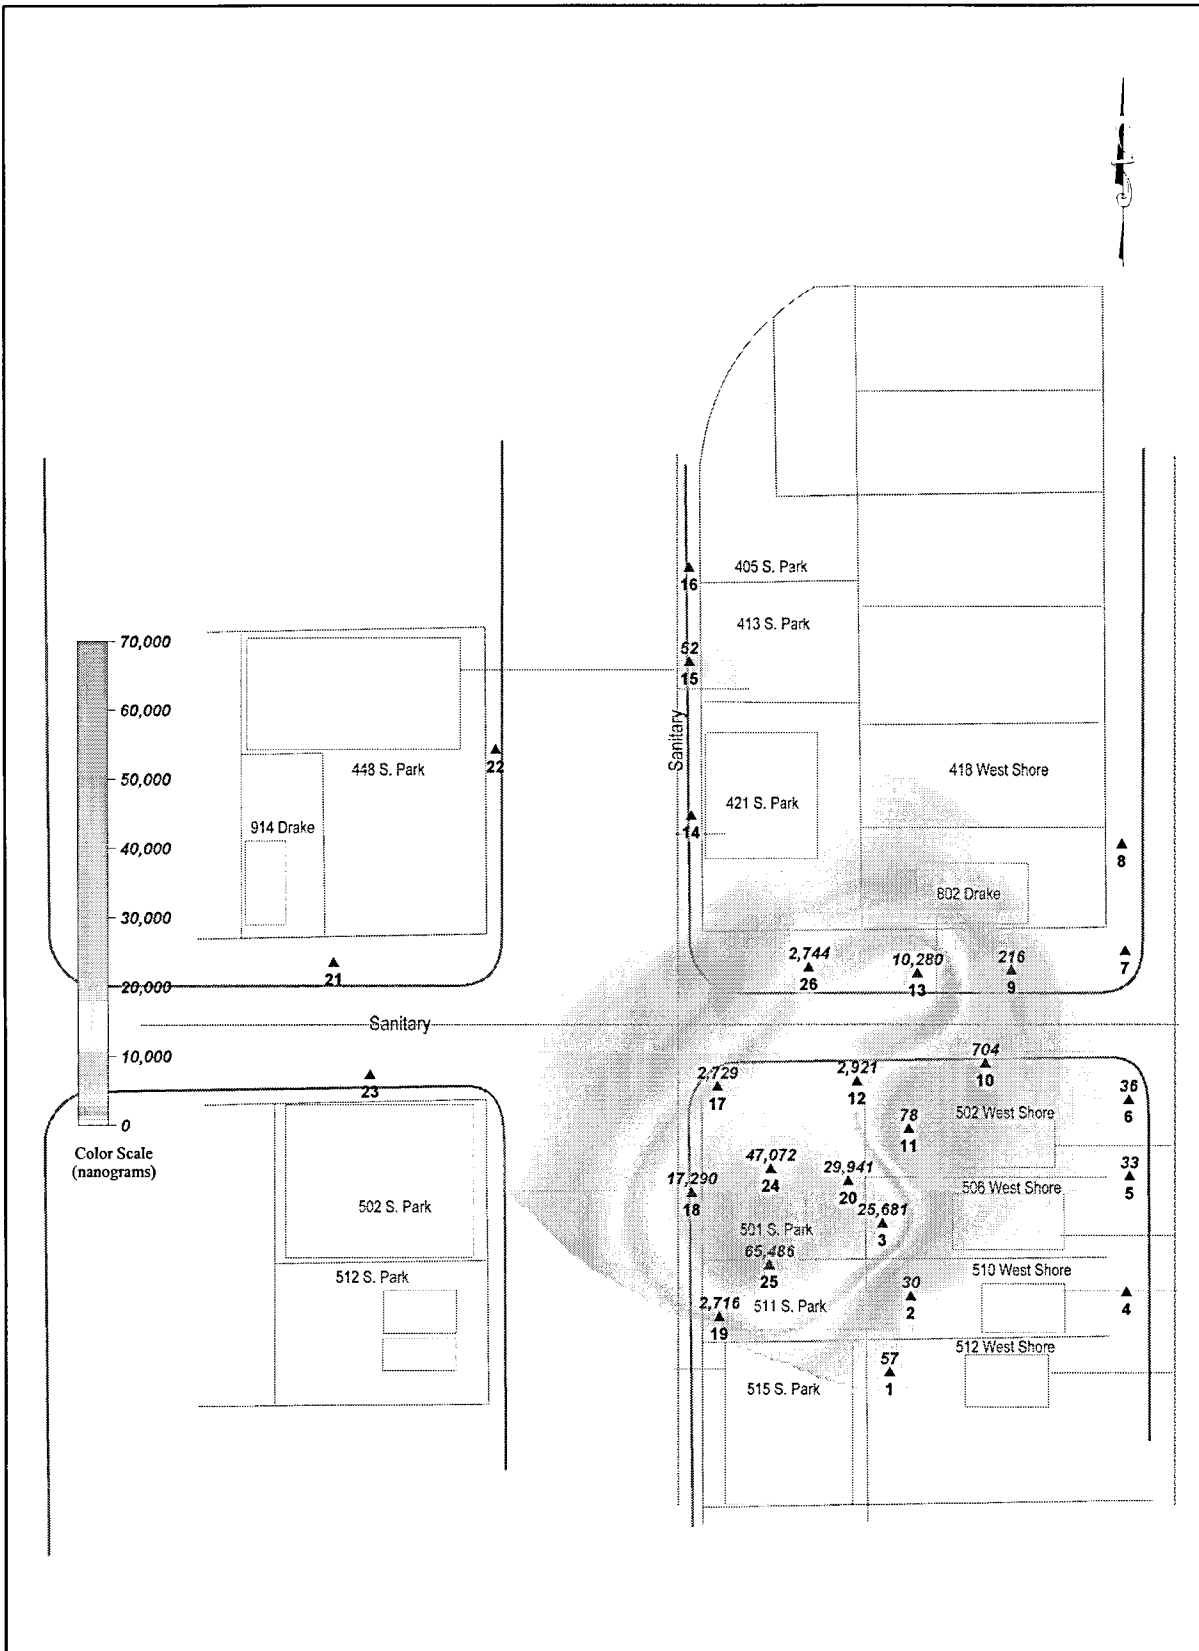 405 S. Park
16
413 S. Park
70,000
52
15
60,000
Sanitary
22
448 S. Park
418 West Shore
50,000
421 S. Park
914 Drake
14
40,000
8
802 Drake
30,000
2,744
10,280
216
21
26
13
9
7
20,000
Sanitary
10,000
704
23
2,729
2,921
10
36
17
12
6
502 West Shore
0
78
11
Color Scale
(nanograms)
47,072
29,941
33
17,290
24
20
506 West Shore
5
18
502 S. Park
25,681
501 S. Park
3
65,486
510 West Shore
512 S. Park
25
30
511 S. Park
2
4
2,716
19
512 West Shore
57
515 S. Park
1